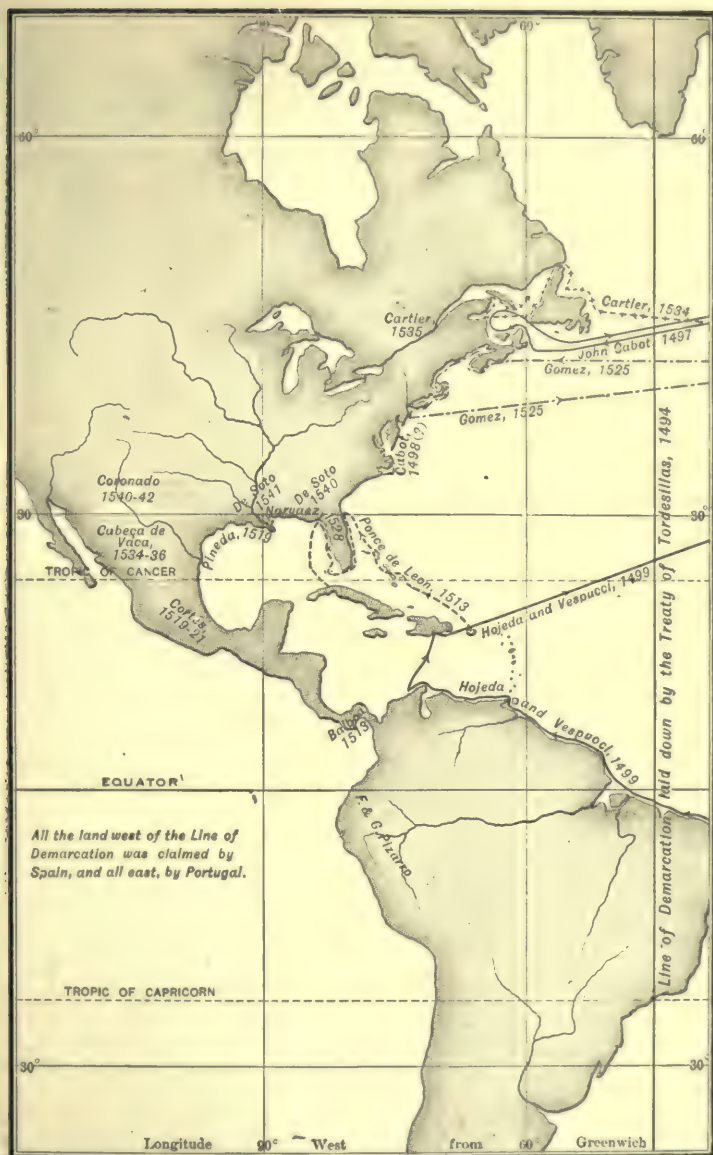 60°
60°
Cartier, 1534
Cartier,
1535
John Cabot, 1497
Gomez, 1525
Gomez, 1525
Cabot,
1498(?)
Line of Demarcation laid down by the Treaty of Tordesillas, 1494
Coronado
1540-42
De Soto
1541
De Soto
1540
Narvaez
1528
30°
30°
Cabeça de
Vaca,
1534-36
Pineda, 1519
Ponce de Leon, 1513
TROPIC OF CANCER
Cortes,
1519-21
Hojeda and Vespucci, 1499
Hojeda and Vespucci, 1499
Balboa
1513
EQUATOR
F. & G. Pizarro
All the land west of the Line of
Demarcation was claimed by
Spain, and all east, by Portugal.
TROPIC OF CAPRICORN
30°
30°
Longitude 90° West from 60° Greenwich